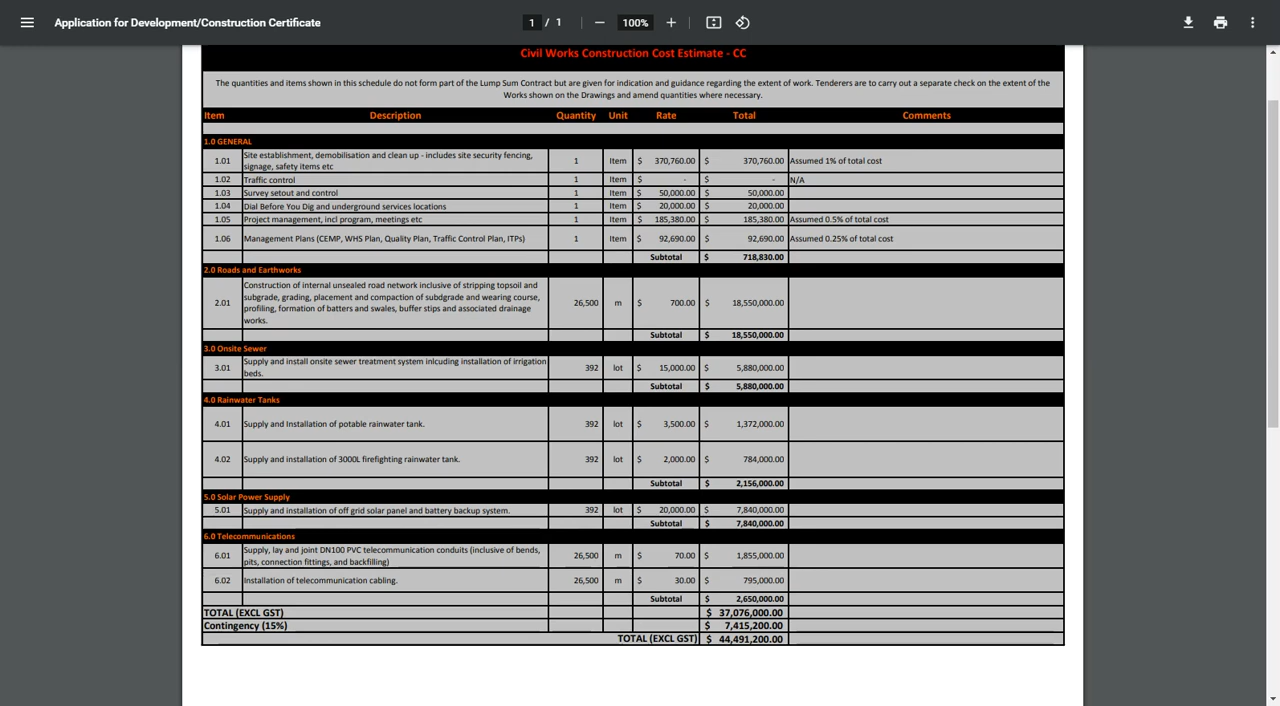 Application for Development/Construction Certificate
1 / 1
100%
Civil Works Construction Cost Estimate - CC
The quantities and items shown in this schedule do not form part of the Lump Sum Contract but are given for indication and guidance regarding the extent of work. Tenderers are to carry out a separate check on the extent of the
Works shown on the Drawings and amend quantities where necessary.
Item Description Quantity Unit Rate Total Comments
1.0 GENERAL
1.01 Site establishment, demobilisation and clean up - includes site security fencing,
signage, safety items etc 1 Item $ 370,760.00 $ 370,760.00 Assumed 1% of total cost
1.02 Traffic control 1 Item $ - $ - N/A
1.03 Survey setout and control 1 Item $ 50,000.00 $ 50,000.00
1.04 Dial Before You Dig and underground services locations 1 Item $ 20,000.00 $ 20,000.00
1.05 Project management, incl program, meetings etc 1 Item $ 185,380.00 $ 185,380.00 Assumed 0.5% of total cost
1.06 Management Plans (CEMP, WHS Plan, Quality Plan, Traffic Control Plan, ITPs) 1 Item $ 92,690.00 $ 92,690.00 Assumed 0.25% of total cost
Subtotal $ 718,830.00
2.0 Roads and Earthworks
2.01 Construction of internal unsealed road network inclusive of stripping topsoil and
subgrade, grading, placement and compaction of subdgrade and wearing course,
profiling, formation of batters and swales, buffer stips and associated drainage
works. 26,500 m $ 700.00 $ 18,550,000.00
Subtotal $ 18,550,000.00
3.0 Onsite Sewer
3.01 Supply and install onsite sewer treatment system inlcuding installation of irrigation
beds. 392 lot $ 15,000.00 $ 5,880,000.00
Subtotal $ 5,880,000.00
4.0 Rainwater Tanks
4.01 Supply and Installation of potable rainwater tank. 392 lot $ 3,500.00 $ 1,372,000.00
4.02 Supply and installation of 3000L firefighting rainwater tank. 392 lot $ 2,000.00 $ 784,000.00
Subtotal $ 2,156,000.00
5.0 Solar Power Supply
5.01 Supply and installation of off grid solar panel and battery backup system. 392 lot $ 20,000.00 $ 7,840,000.00
Subtotal $ 7,840,000.00
6.0 Telecommunications
6.01 Supply, lay and joint DN100 PVC telecommunication conduits (inclusive of bends,
pits, connection fittings, and backfilling) 26,500 m $ 70.00 $ 1,855,000.00
6.02 Installation of telecommunication cabling. 26,500 m $ 30.00 $ 795,000.00
Subtotal $ 2,650,000.00
TOTAL (EXCL GST) $ 37,076,000.00
Contingency (15%) $ 7,415,200.00
TOTAL (EXCL GST) $ 44,491,200.00